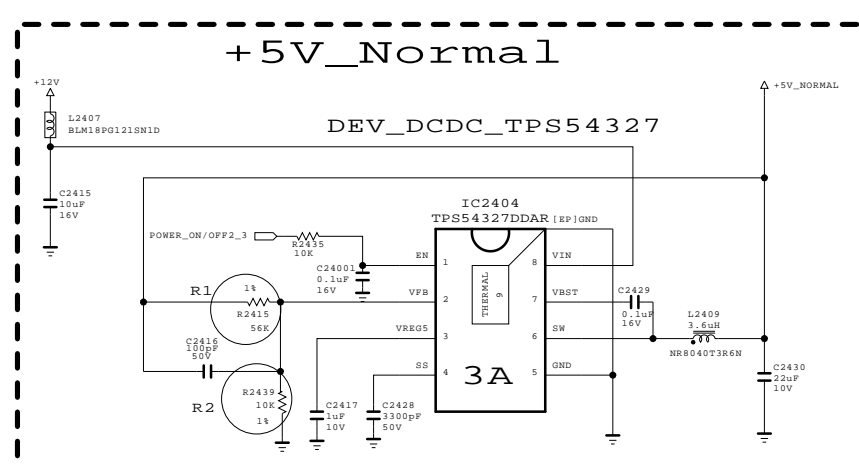 +5V_Normal
+12V
+5V_NORMAL
L2407
BLM18PG121SN1D
DEV_DCDC_TPS54327
C2415
10uF
16V
IC2404
TPS54327DDAR
[EP]GND
POWER_ON/OFF2_3
R2435
10K
C24001
0.1uF
16V
EN
1
VFB
2
VREG5
3
SS
4
THERMAL
9
3A
8
VIN
7
VBST
6
SW
5
GND
R1
1%
R2415
56K
C2416
100pF
50V
R2
R2439
10K
1%
C2417
1uF
10V
C2428
3300pF
50V
C2429
0.1uF
16V
L2409
3.6uH
NR8040T3R6N
C2430
22uF
10V